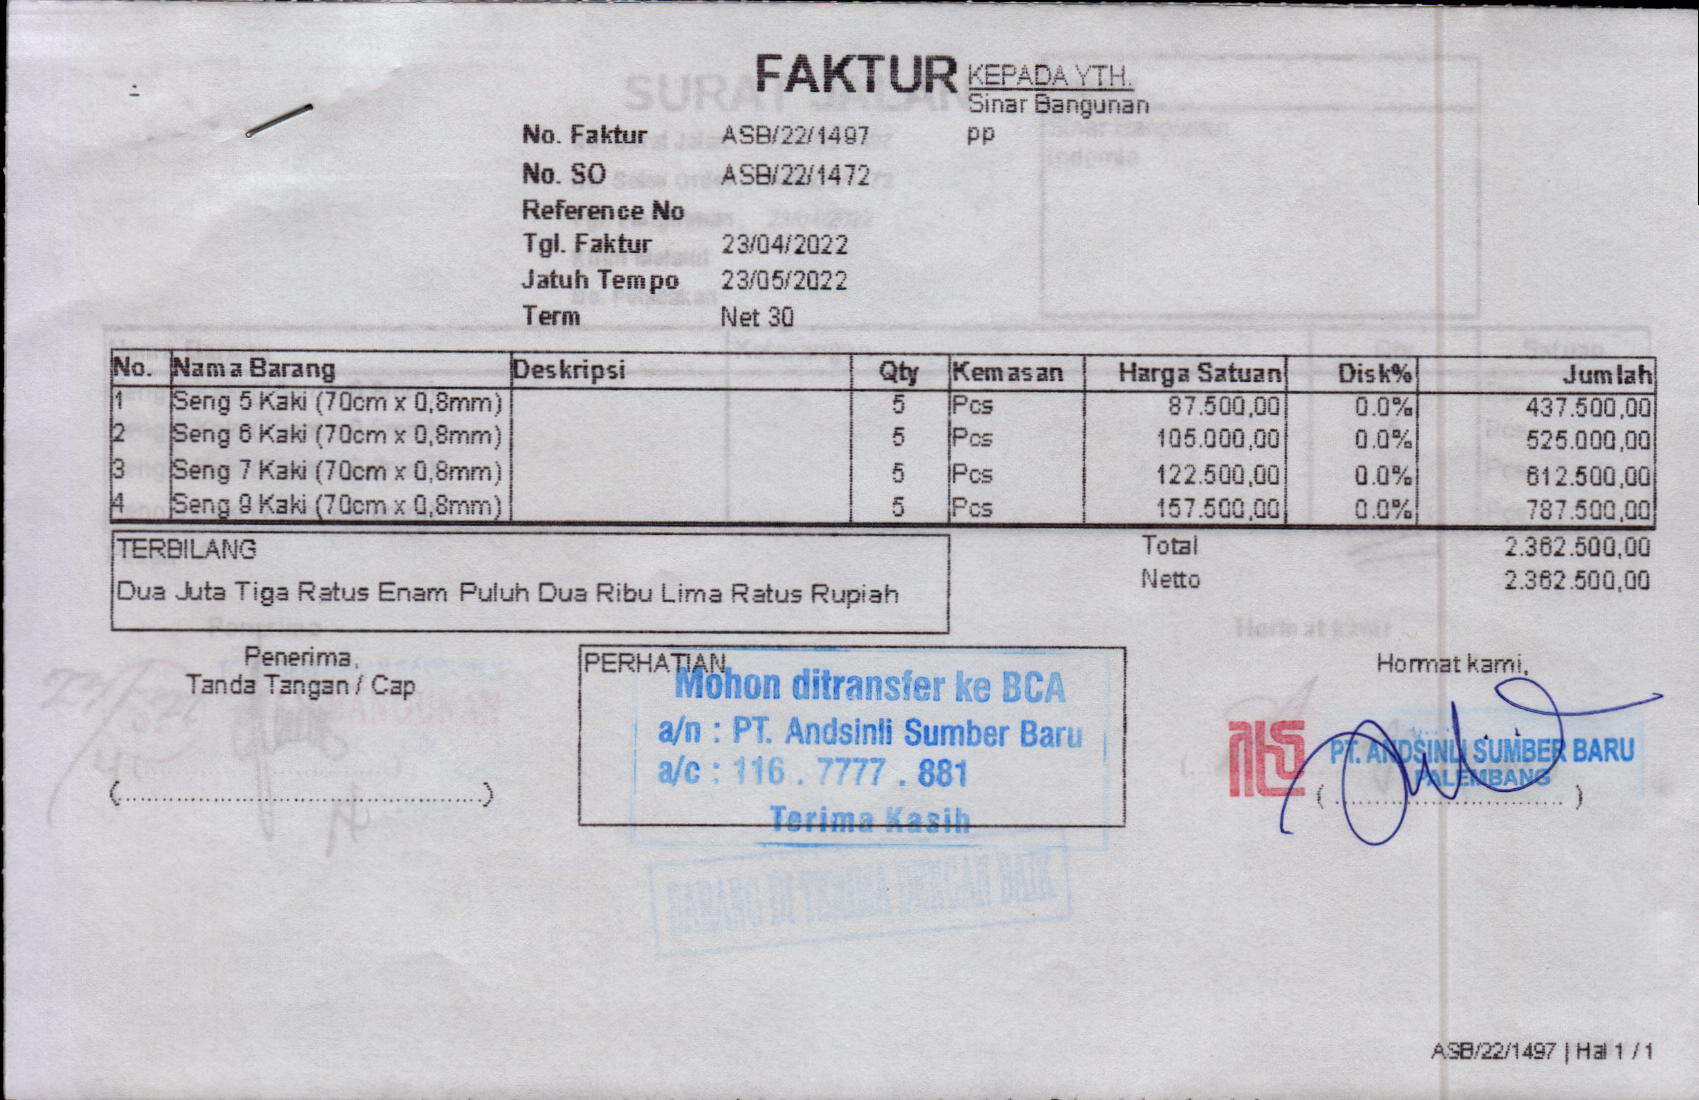 FAKTUR
KEPADA YTH.
Sinar Bangunan
pp
No. Faktur ASB/22/1497
No. SO ASB/22/1472
Reference No
Tgl. Faktur 23/04/2022
Jatuh Tempo 23/05/2022
Term Net 30
No. Nama Barang Deskripsi Qty Kemasan Harga Satuan Disk% Jumlah
1 Seng 5 Kaki (70cm x 0,8mm) 5 Pcs 87.500,00 0.0% 437.500,00
2 Seng 6 Kaki (70cm x 0,8mm) 5 Pcs 105.000,00 0.0% 525.000,00
3 Seng 7 Kaki (70cm x 0,8mm) 5 Pcs 122.500,00 0.0% 612.500,00
4 Seng 9 Kaki (70cm x 0,8mm) 5 Pcs 157.500,00 0.0% 787.500,00
TERBILANG
Dua Juta Tiga Ratus Enam Puluh Dua Ribu Lima Ratus Rupiah
Total 2.362.500,00
Netto 2.362.500,00
Penerima,
Tanda Tangan / Cap
PERHATIAN
Mohon ditransfer ke BCA
a/n : PT. Andsinli Sumber Baru
a/c : 116 . 7777 . 881
Terima Kasih
BARANG DI TERIMA DENGAN BAIK
Hormat kami,
PT. ANDSINLI SUMBER BARU
PALEMBANG
ASB/22/1497 | Hal 1 / 1